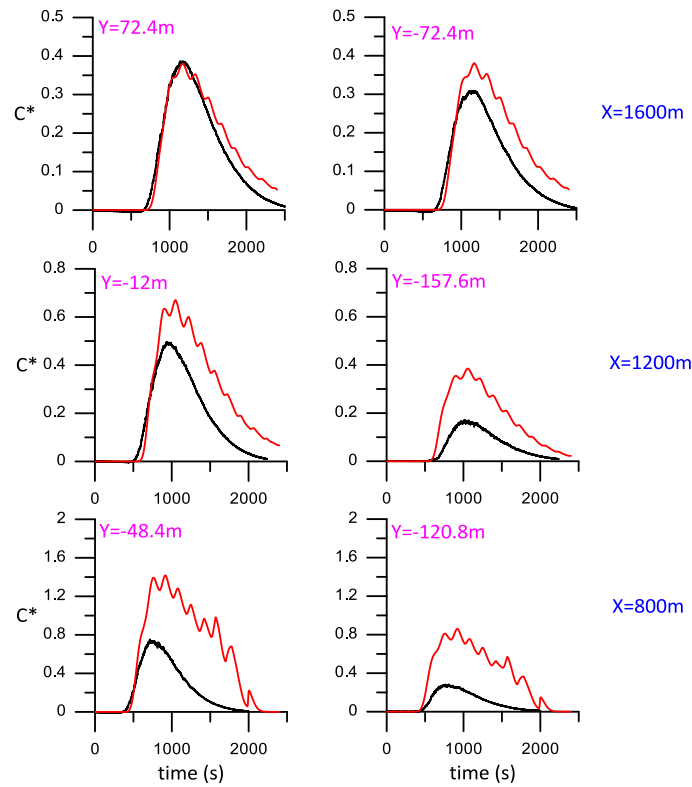 0.5
0.4
0.3
0.2
0.1
0
C*
Y=72.4m
0 1000 2000
0.5
0.4
0.3
0.2
0.1
0
Y=-72.4m
0 1000 2000
X=1600m
0.8
0.6
0.4
0.2
0
C*
Y=-12m
0 1000 2000
0.8
0.6
0.4
0.2
0
Y=-157.6m
0 1000 2000
X=1200m
2
1.6
1.2
0.8
0.4
0
C*
Y=-48.4m
0 1000 2000
time (s)
2
1.6
1.2
0.8
0.4
0
Y=-120.8m
0 1000 2000
time (s)
X=800m